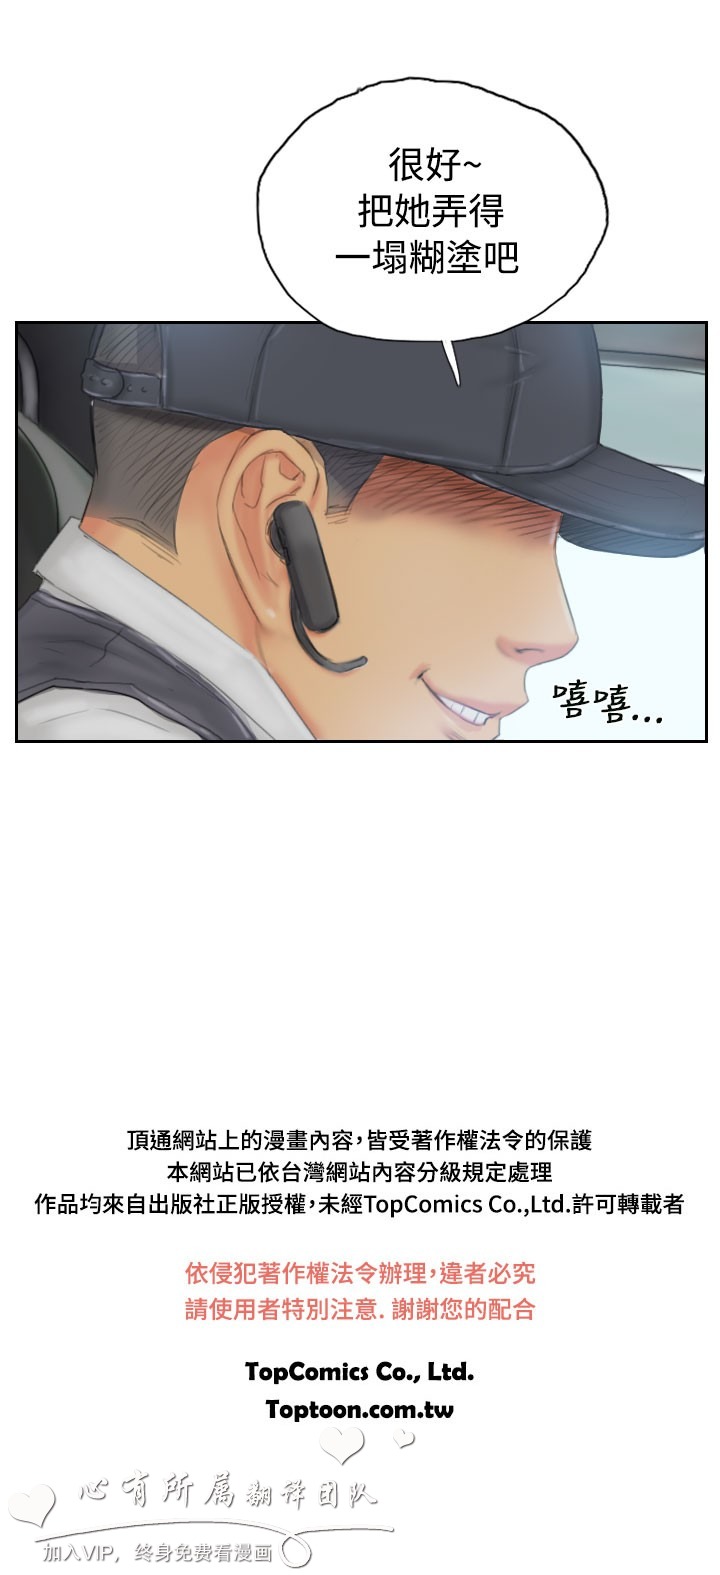 很好~
把她弄得
一塌糊塗吧
嘻嘻...
頂通網站上的漫畫內容，皆受著作權法令的保護
本網站已依台灣網站內容分級規定處理
作品均來自出版社正版授權，未經TopComics Co.,Ltd.許可轉載者
依侵犯著作權法令辦理，違者必究
請使用者特別注意. 謝謝您的配合
TopComics Co., Ltd.
Toptoon.com.tw
心有所属翻译团队
加入VIP，终身免费看漫画